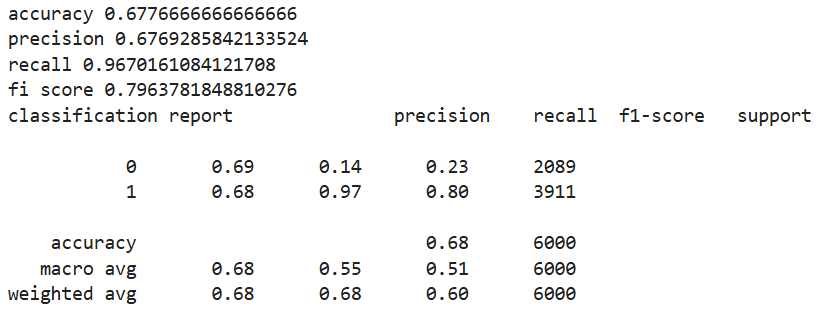 accuracy 0.6776666666666666
precision 0.6769285842133524
recall 0.9670161084121708
fi score 0.7963781848810276
classification report precision recall f1-score support
0 0.69 0.14 0.23 2089
1 0.68 0.97 0.80 3911
accuracy 0.68 6000
macro avg 0.68 0.55 0.51 6000
weighted avg 0.68 0.68 0.60 6000